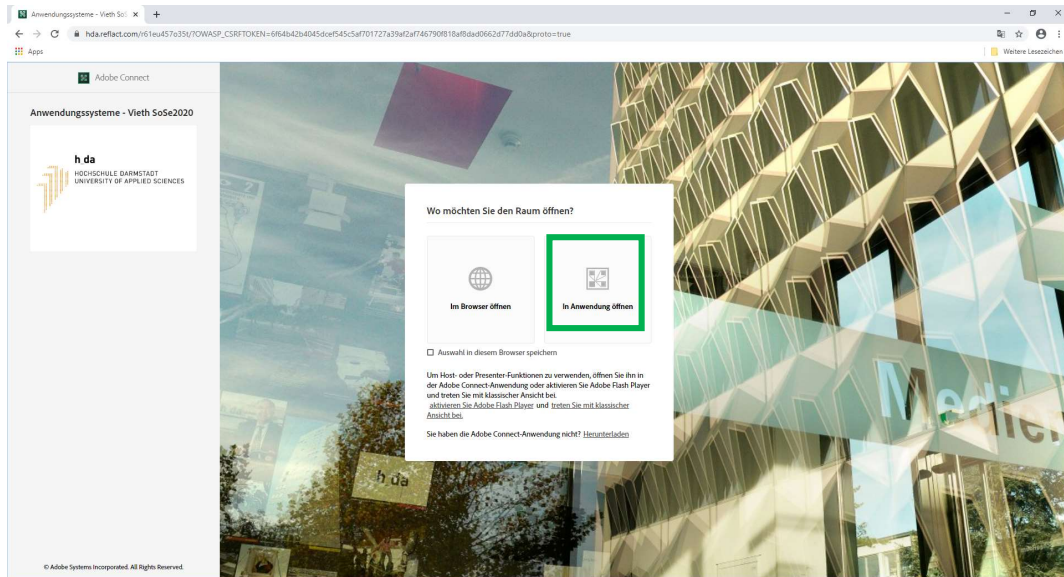 Anwendungssysteme - Vieth So
hda.reflact.com/r61eu457o35t/?OWASP_CSRFTOKEN=6f64b42b4045dcef545c5af701727a39af2af746790f818af8dad0662d77dd0a&proto=true
Apps
Weitere Lesezeichen
Adobe Connect
Anwendungssysteme - Vieth SoSe2020
h_da
HOCHSCHULE DARMSTADT
UNIVERSITY OF APPLIED SCIENCES
Wo möchten Sie den Raum öffnen?
Im Browser öffnen
In Anwendung öffnen
Auswahl in diesem Browser speichern
Um Host- oder Presenter-Funktionen zu verwenden, öffnen Sie ihn in
der Adobe Connect-Anwendung oder aktivieren Sie Adobe Flash Player
und treten Sie mit klassischer Ansicht bei.
aktivieren Sie Adobe Flash Player und treten Sie mit klassischer
Ansicht bei.
Sie haben die Adobe Connect-Anwendung nicht? Herunterladen
Medien
h_da
© Adobe Systems Incorporated. All Rights Reserved.